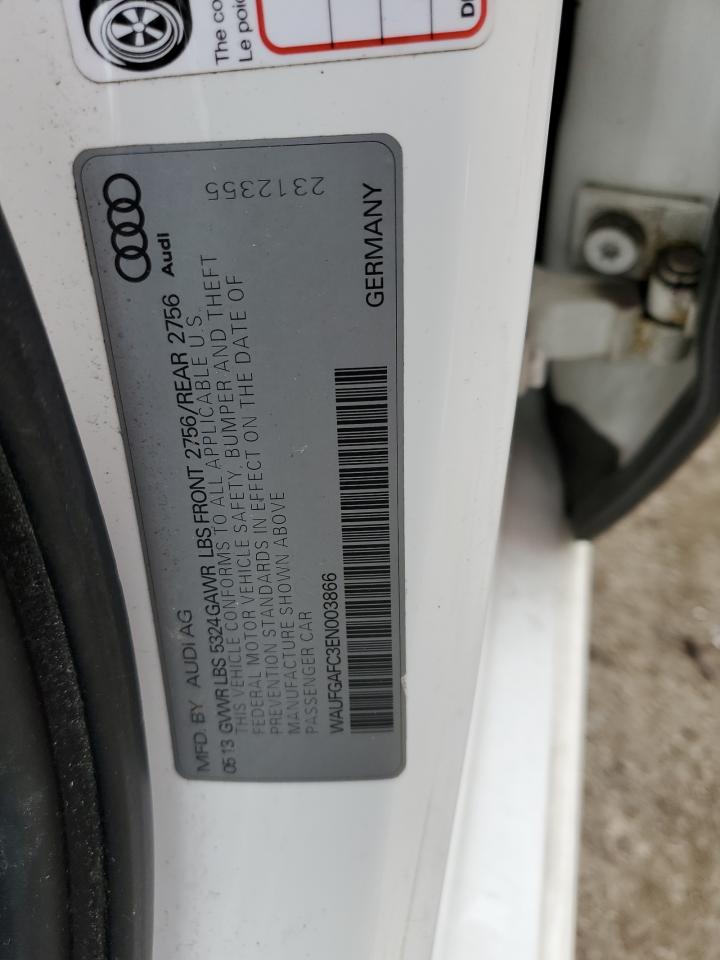 The co
Le poid
MFD. BY AUDI AG
05 13 GVWR LBS 5324 GAWR LBS FRONT 2756/REAR 2756
THIS VEHICLE CONFORMS TO ALL APPLICABLE U.S.
FEDERAL MOTOR VEHICLE SAFETY, BUMPER AND THEFT
PREVENTION STANDARDS IN EFFECT ON THE DATE OF
MANUFACTURE SHOWN ABOVE
PASSENGER CAR
WAUFGAFC3EN003866
Audi
2312355
GERMANY